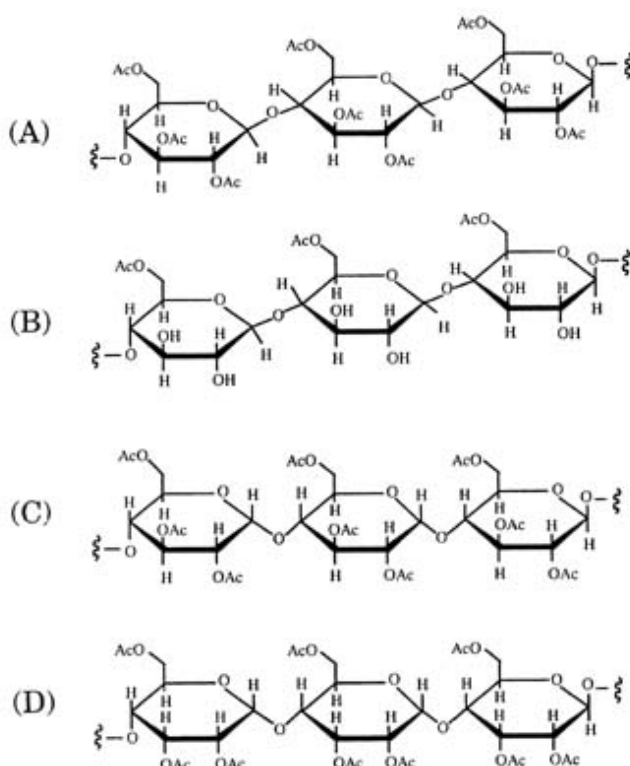 AcO
AcO O O
H
AcO O H H OAc
(A) H O H O H
H O OAc H OAc
O OAc H H OAc
H OAc
AcO
AcO O O
H
AcO O H H OH H
(B) H O H O H H
H O OH H H OH
O OH H H OH
H OH
AcO AcO AcO
O H H O H H O O
(C) H H H H
O OAc H O OAc H O OAc H H
H OAc H OAc H OAc
AcO AcO AcO
O H H O H H O O
(D) H H H H
H H H H H H H
O O O
OAc OAc OAc OAc OAc OAc